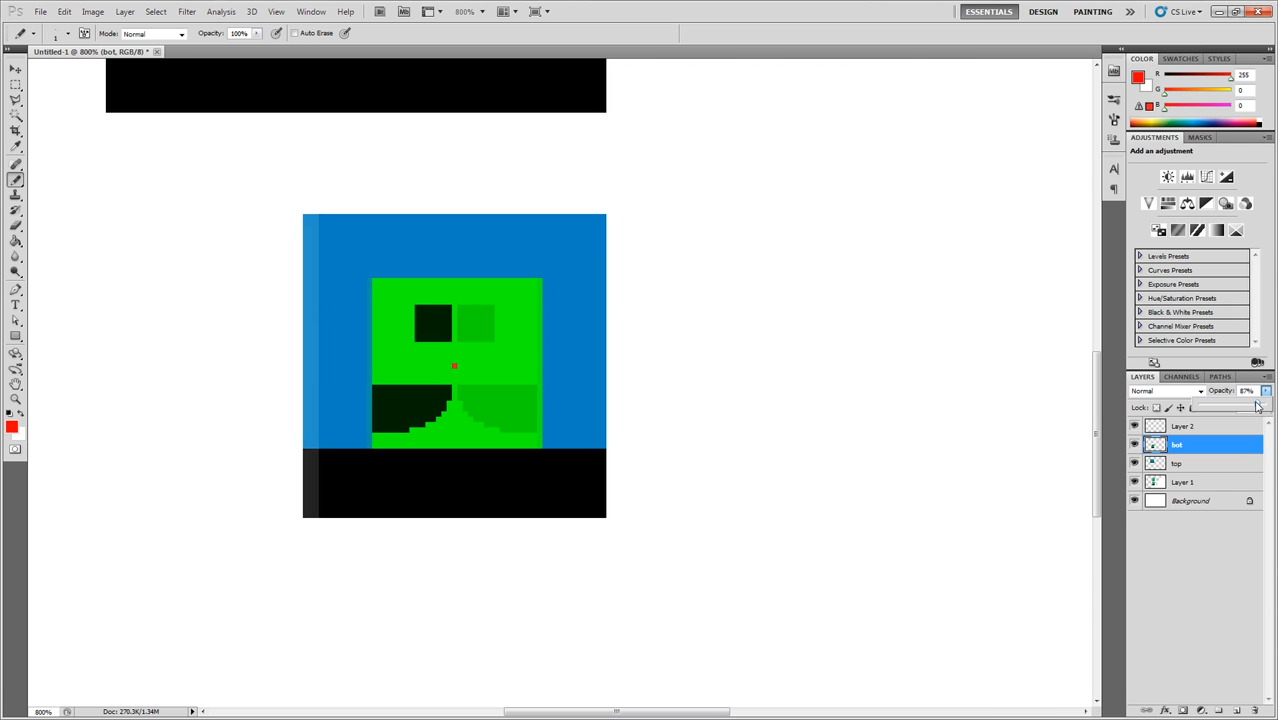 Ps File Edit Image Layer Select Filter Analysis 3D View Window Help Mb 800% ESSENTIALS DESIGN PAINTING CS Live
1 Mode: Normal Opacity: 100% Auto Erase
Untitled-1 @ 800% (bot, RGB/8) *
COLOR SWATCHES STYLES
R 255
G 0
B 0
ADJUSTMENTS MASKS
Add an adjustment
Levels Presets
Curves Presets
Exposure Presets
Hue/Saturation Presets
Black & White Presets
Channel Mixer Presets
Selective Color Presets
LAYERS CHANNELS PATHS
Normal Opacity: 87%
Lock:
Layer 2
bot
top
Layer 1
Background
800% Doc: 270.3K/1.34M